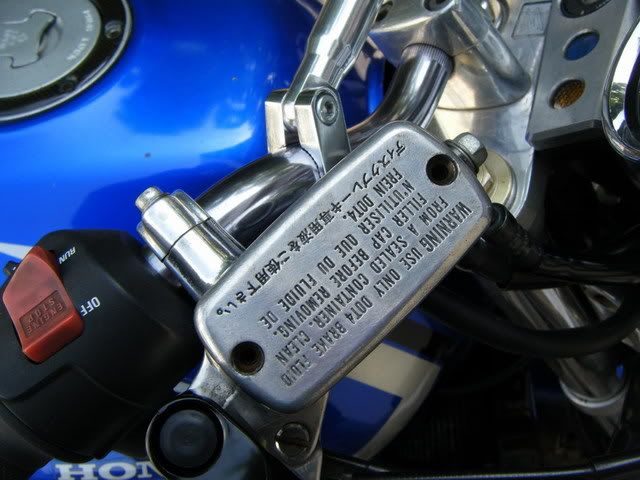 WARNING USE ONLY DOT4 BRAKE FLUID
FROM A SEALED CONTAINER. CLEAN
FILLER CAP BEFORE REMOVING
N'UTILISER QUE DU FLUIDE DE
FREIN DOT4.
ディスクブレーキ専用液をご使用下さい。
RUN
OFF
ENGINE
STOP
HON